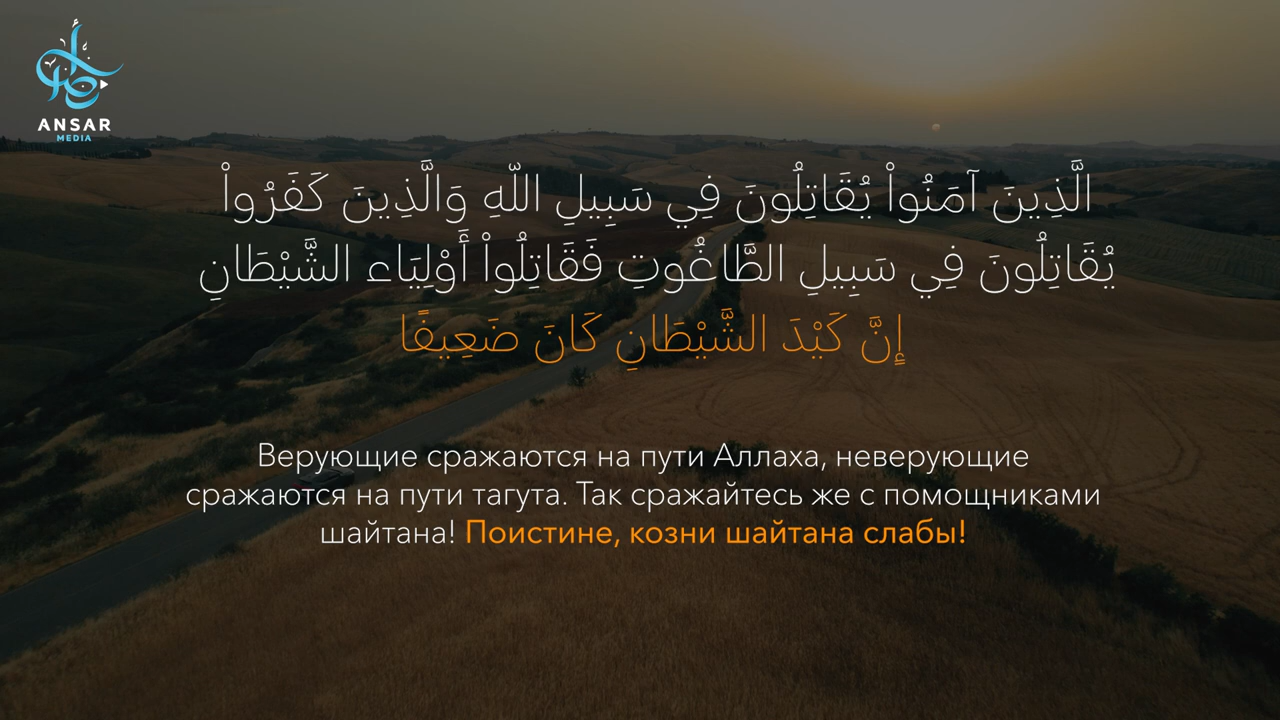 ANSAR
MEDIA
الَّذِينَ آمَنُواْ يُقَاتِلُونَ فِي سَبِيلِ اللّهِ وَالَّذِينَ كَفَرُواْ
يُقَاتِلُونَ فِي سَبِيلِ الطَّاغُوتِ فَقَاتِلُواْ أَوْلِيَاء الشَّيْطَانِ
إِنَّ كَيْدَ الشَّيْطَانِ كَانَ ضَعِيفًا
Верующие сражаются на пути Аллаха, неверующие
сражаются на пути тагута. Так сражайтесь же с помощниками
шайтана! Поистине, козни шайтана слабы!